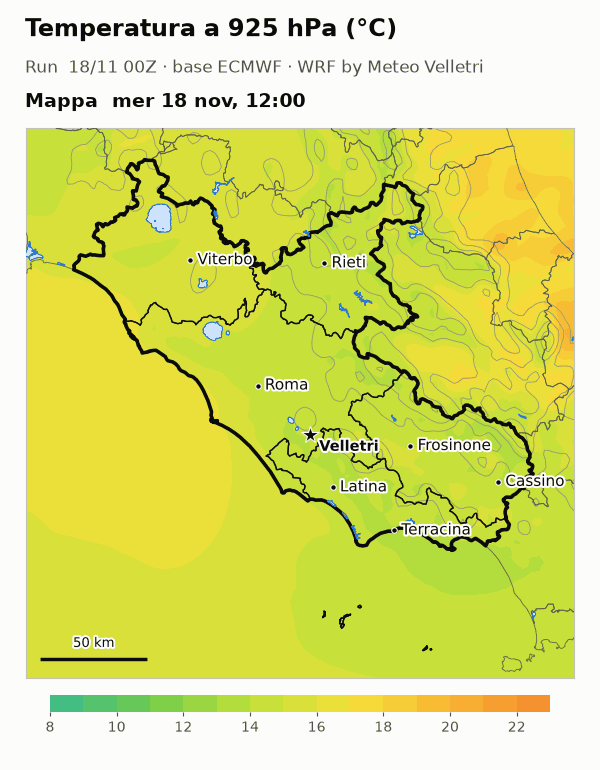 Temperatura a 925 hPa (°C)
Run  18/11 00Z · base ECMWF · WRF by Meteo Velletri
Mappa  mer 18 nov, 12:00
Viterbo
Rieti
Roma
Velletri
Frosinone
Cassino
Latina
Terracina
50 km
8 10 12 14 16 18 20 22